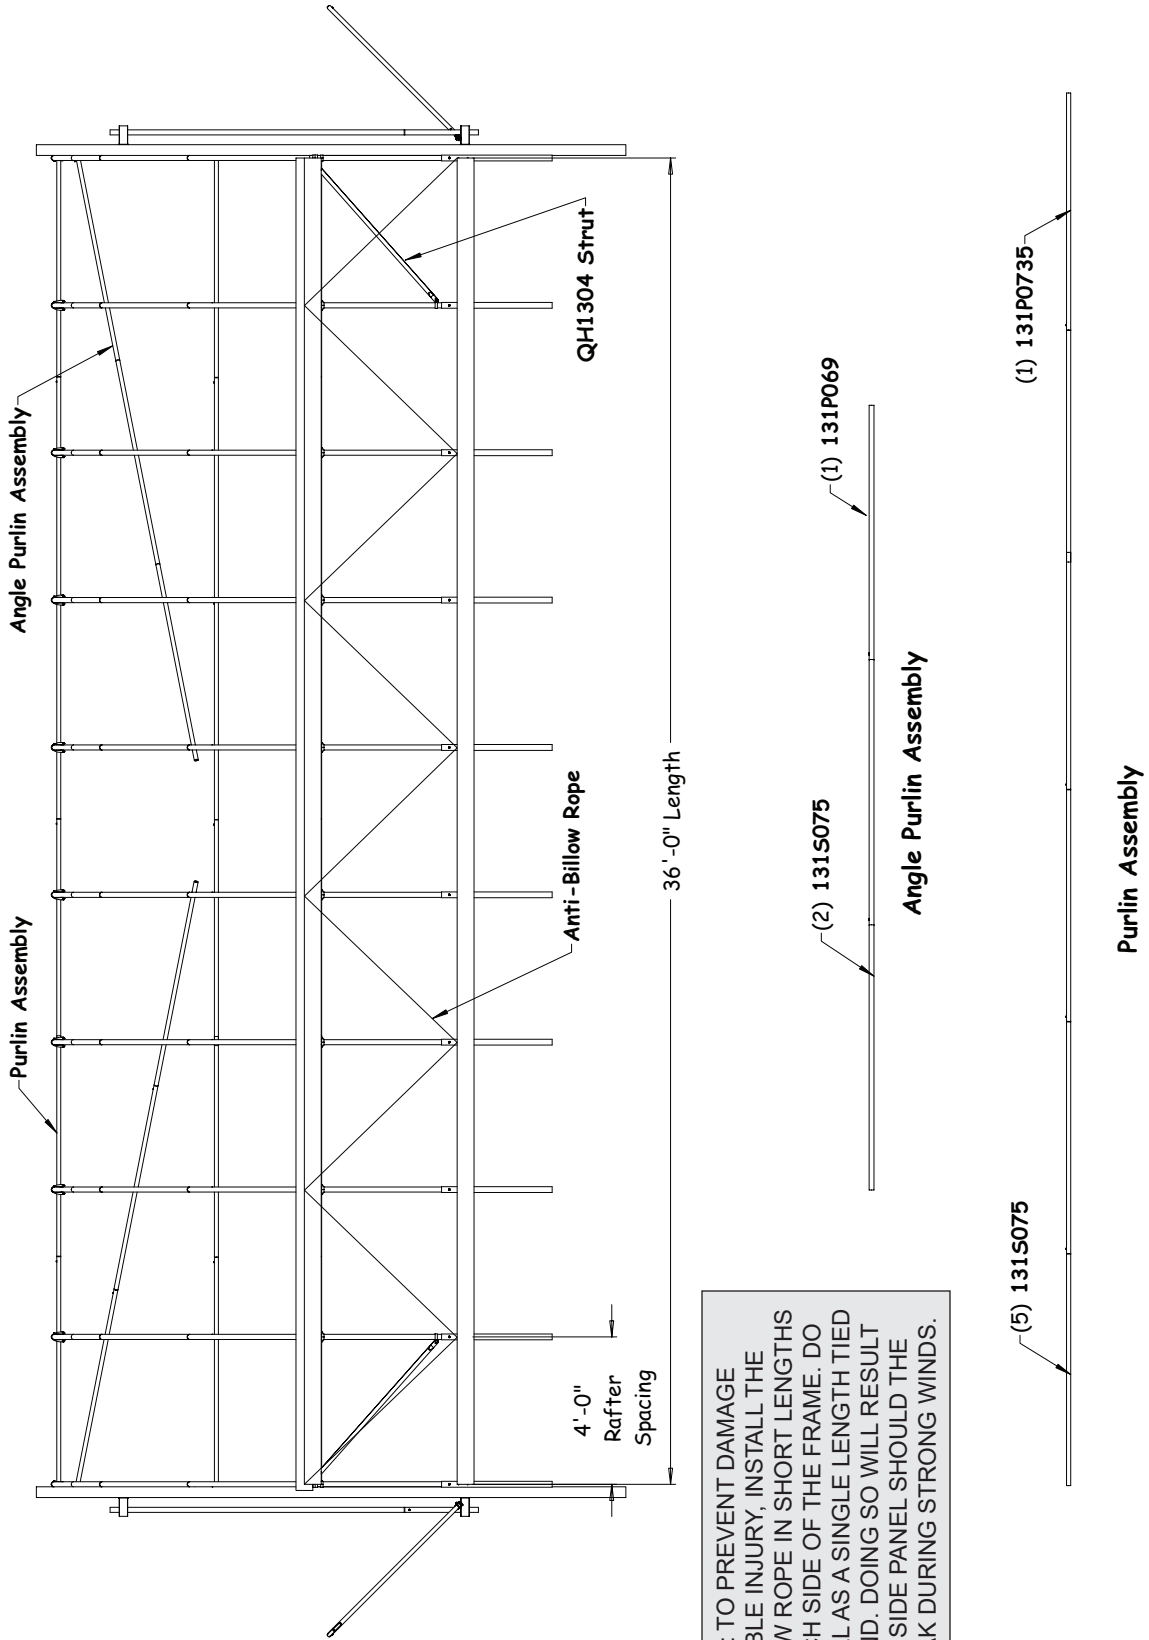 Purlin Assembly
Angle Purlin Assembly
QH1304 Strut
Anti-Billow Rope
4'-0"
Rafter
Spacing
36'-0" Length
: TO PREVENT DAMAGE
BLE INJURY, INSTALL THE
W ROPE IN SHORT LENGTHS
CH SIDE OF THE FRAME. DO
L AS A SINGLE LENGTH TIED
ND. DOING SO WILL RESULT
SIDE PANEL SHOULD THE
AK DURING STRONG WINDS.
(2) 131S075
(1) 131P069
Angle Purlin Assembly
(5) 131S075
(1) 131P0735
Purlin Assembly